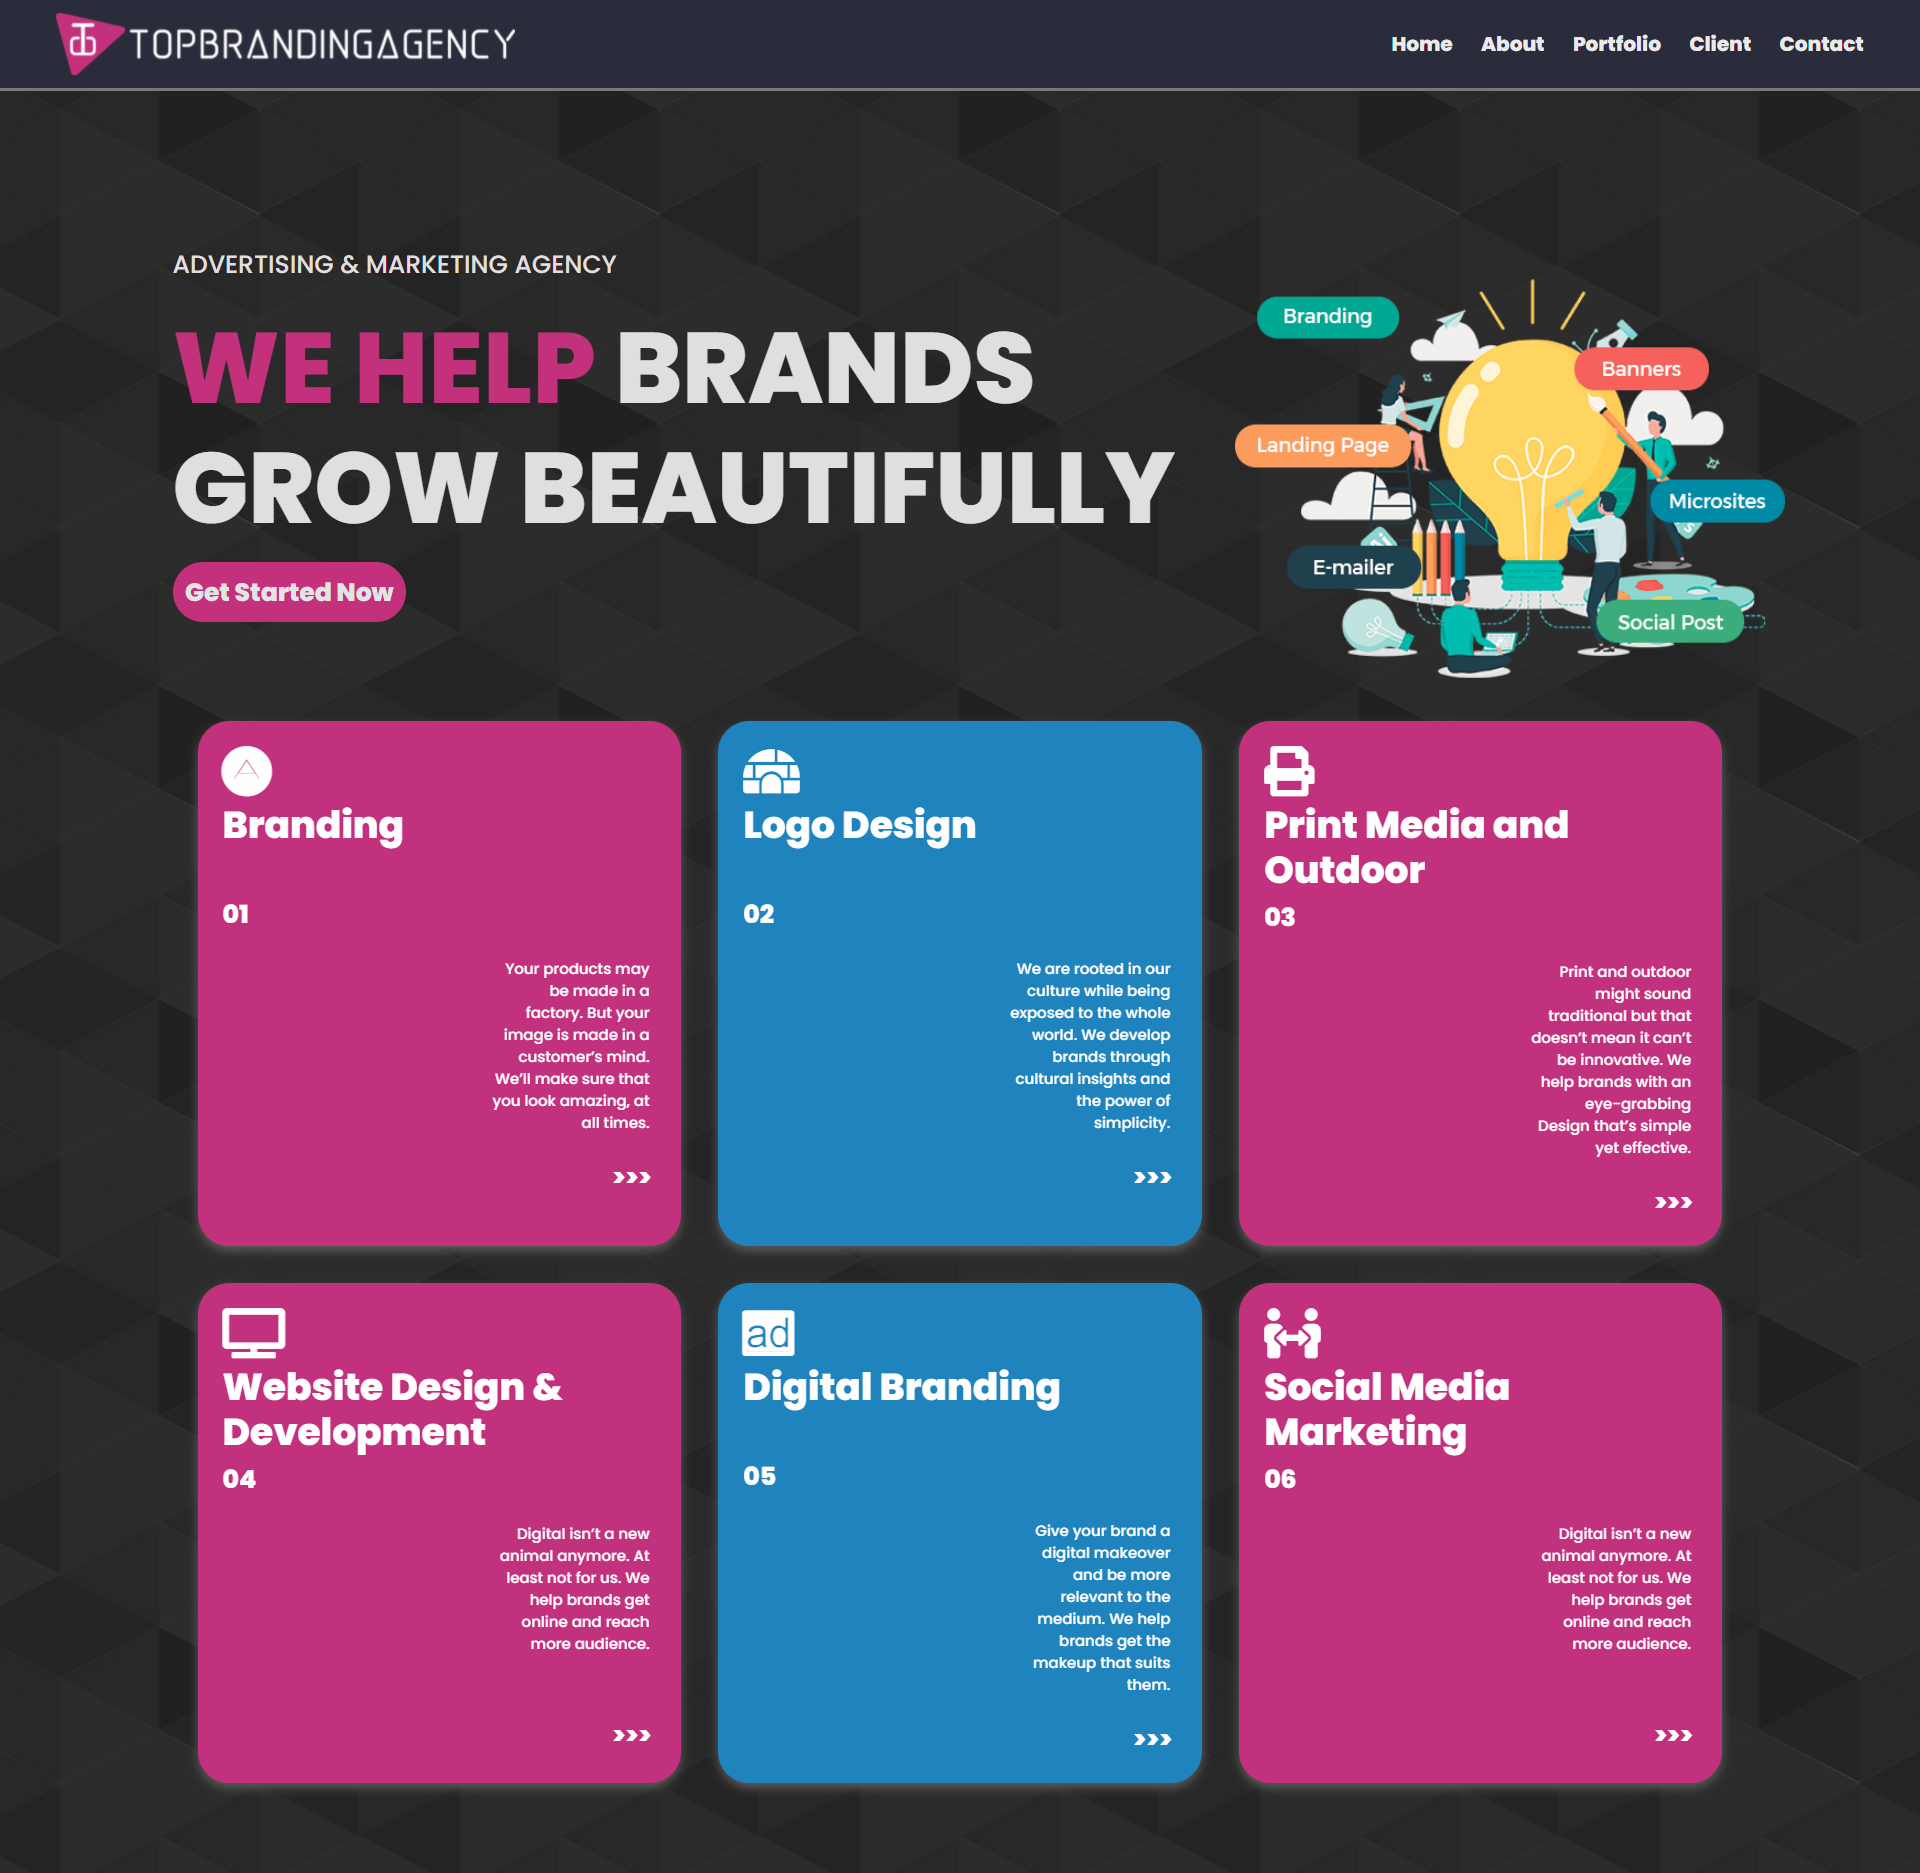 TOPBRANDINGAGENCY
Home About Portfolio Client Contact
ADVERTISING & MARKETING AGENCY
WE HELP BRANDS
GROW BEAUTIFULLY
Get Started Now
Branding
Banners
Landing Page
Microsites
E-mailer
Social Post
Branding
01
Your products may
be made in a
factory. But your
image is made in a
customer’s mind.
We’ll make sure that
you look amazing, at
all times.
Logo Design
02
We are rooted in our
culture while being
exposed to the whole
world. We develop
brands through
cultural insights and
the power of
simplicity.
Print Media and
Outdoor
03
Print and outdoor
might sound
traditional but that
doesn’t mean it can’t
be innovative. We
help brands with an
eye-grabbing
Design that’s simple
yet effective.
Website Design &
Development
04
Digital isn’t a new
animal anymore. At
least not for us. We
help brands get
online and reach
more audience.
ad
Digital Branding
05
Give your brand a
digital makeover
and be more
relevant to the
medium. We help
brands get the
makeup that suits
them.
Social Media
Marketing
06
Digital isn’t a new
animal anymore. At
least not for us. We
help brands get
online and reach
more audience.